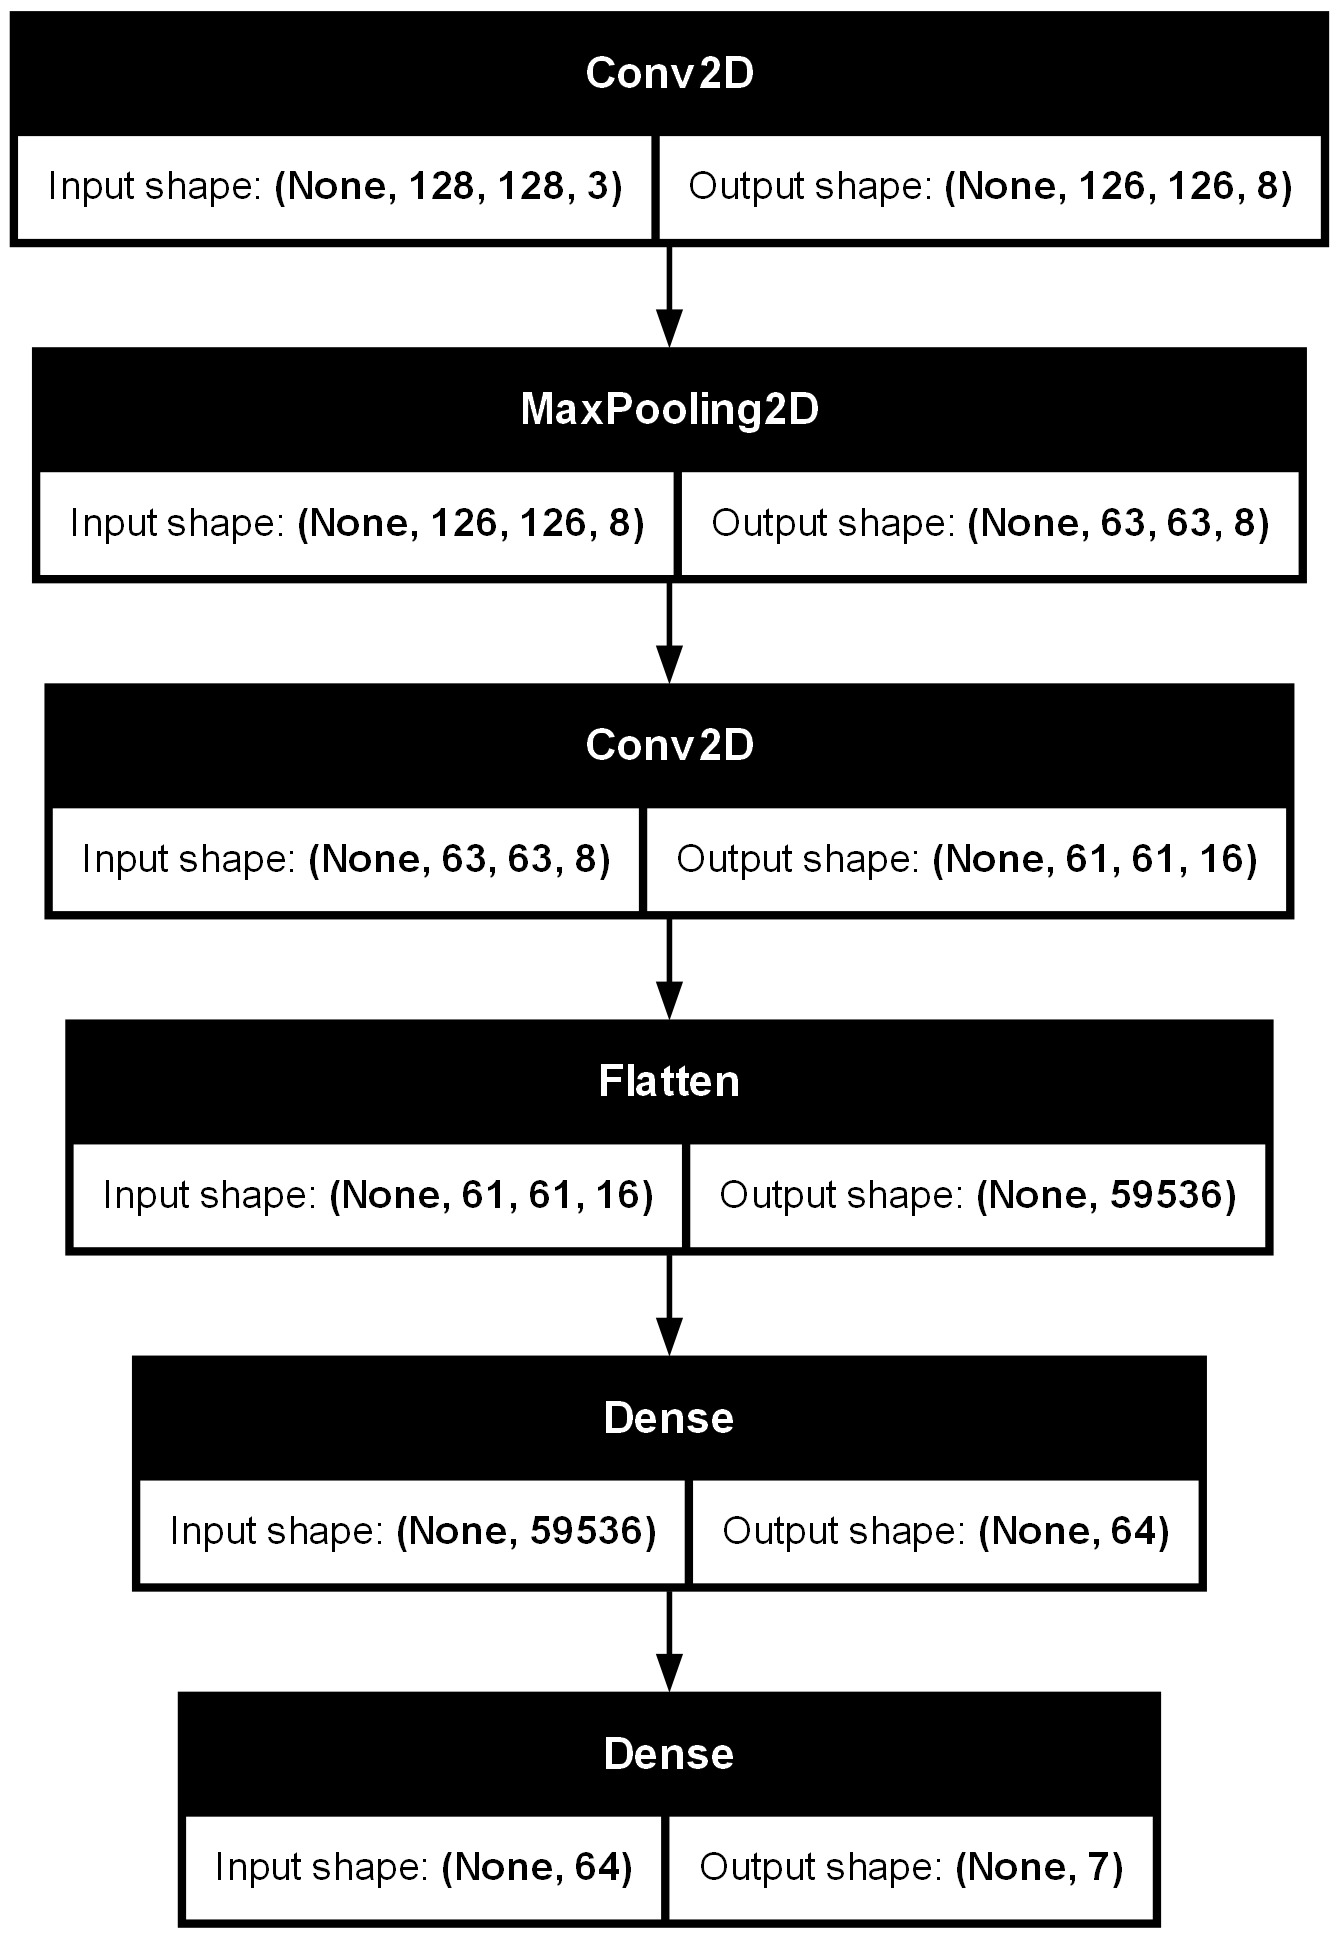 Conv2D
Input shape: (None, 128, 128, 3) Output shape: (None, 126, 126, 8)
MaxPooling2D
Input shape: (None, 126, 126, 8) Output shape: (None, 63, 63, 8)
Conv2D
Input shape: (None, 63, 63, 8) Output shape: (None, 61, 61, 16)
Flatten
Input shape: (None, 61, 61, 16) Output shape: (None, 59536)
Dense
Input shape: (None, 59536) Output shape: (None, 64)
Dense
Input shape: (None, 64) Output shape: (None, 7)